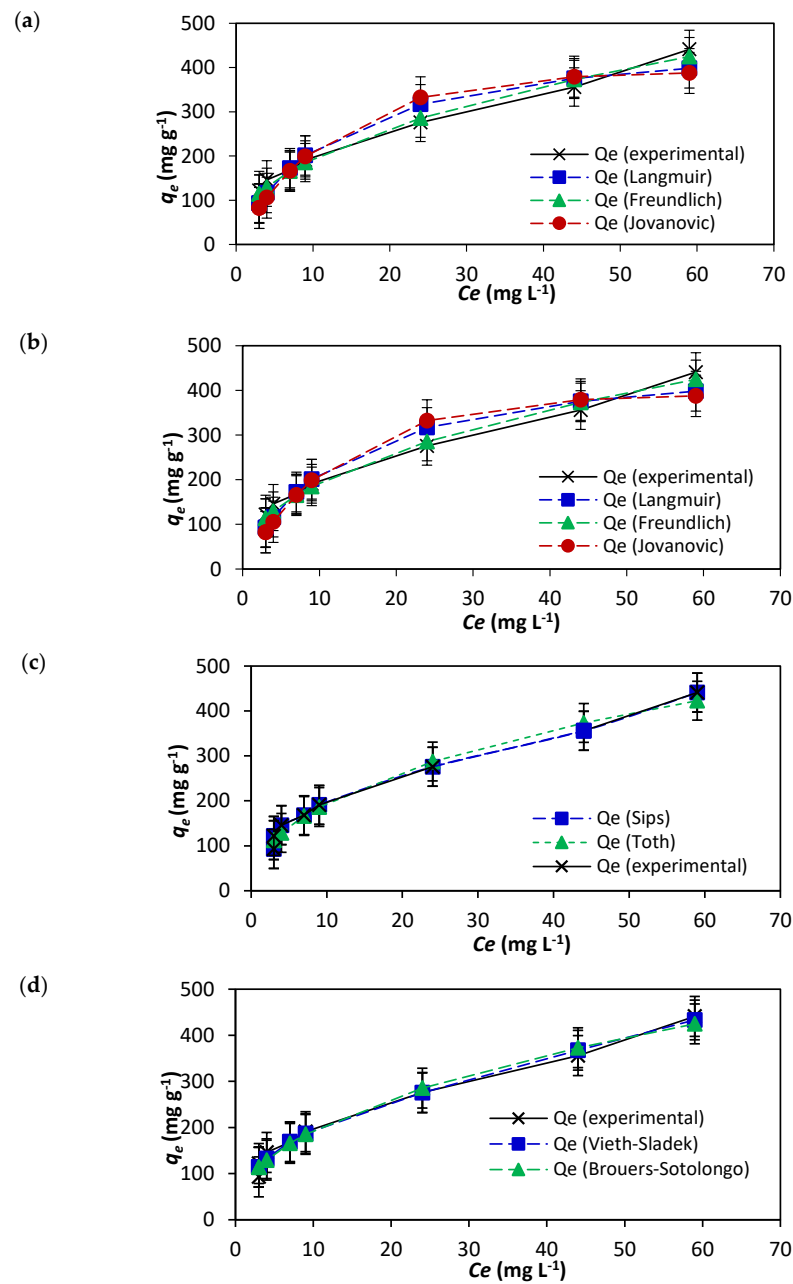 (a)
500
400
300
200
100
0
qe (mg g-1)
Qe (experimental)
Qe (Langmuir)
Qe (Freundlich)
Qe (Jovanovic)
0 10 20 30 40 50 60 70
Ce (mg L-1)
(b)
500
400
300
200
100
0
qe (mg g-1)
Qe (experimental)
Qe (Langmuir)
Qe (Freundlich)
Qe (Jovanovic)
0 10 20 30 40 50 60 70
Ce (mg L-1)
(c)
500
400
300
200
100
0
qe (mg g-1)
Qe (Sips)
Qe (Toth)
Qe (experimental)
0 10 20 30 40 50 60 70
Ce (mg L-1)
(d)
500
400
300
200
100
0
qe (mg g-1)
Qe (experimental)
Qe (Vieth-Sladek)
Qe (Brouers-Sotolongo)
0 10 20 30 40 50 60 70
Ce (mg L-1)